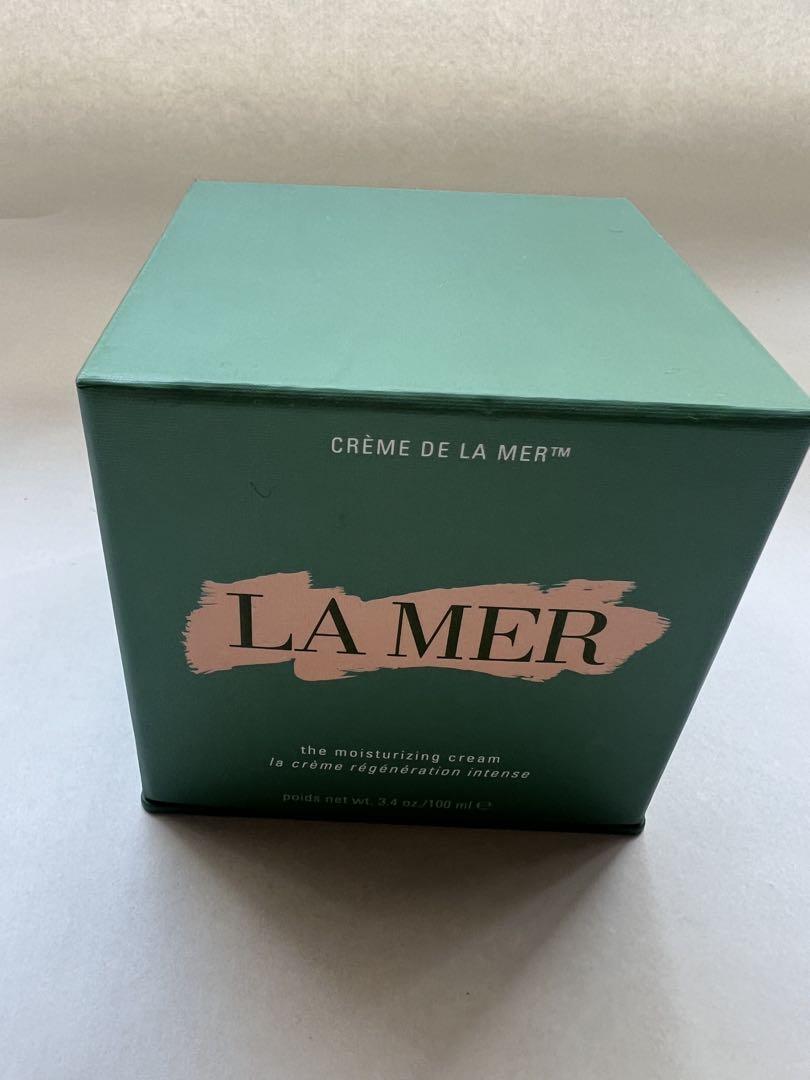 CRÈME DE LA MER™
LA MER
the moisturizing cream
la crème régénération intense
poids net wt. 3.4 oz./100 ml ℮